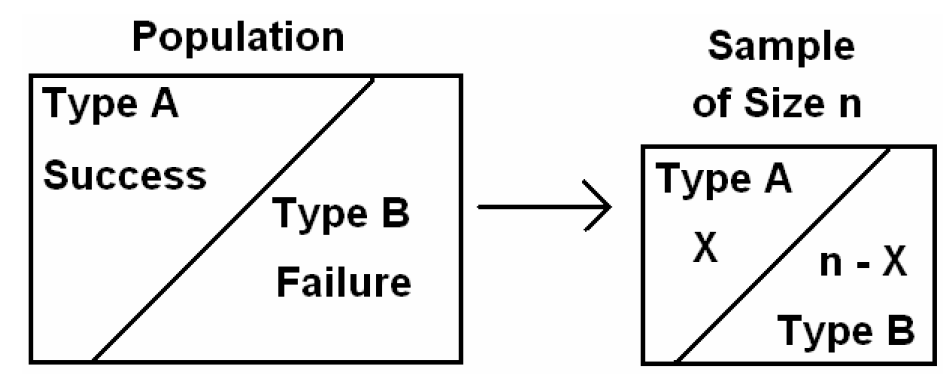 Population
Type A
Success
Type B
Failure
Sample
of Size n
Type A
X
n - X
Type B